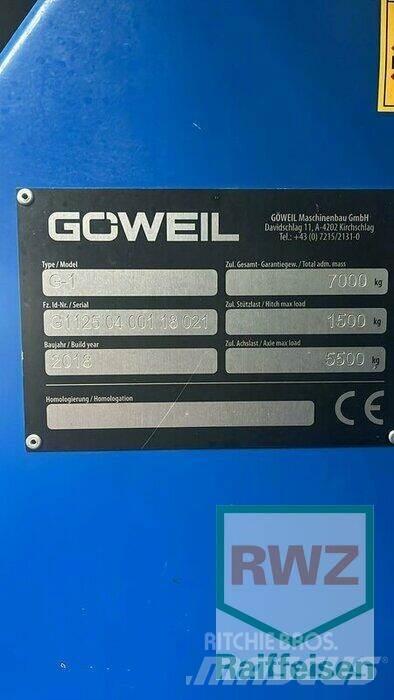 GÖWEIL
GÖWEIL Maschinenbau GmbH
Davidschlag 11, A-4202 Kirchschlag
Tel.: +43 (0) 7215/2131-0
Type / Model
G-1
Zul. Gesamt- Garantiegew. / Total adm. mass
7000 kg
Fz. Id-Nr. / Serial
G1125 04 001 18 021
Zul. Stützlast / Hitch max load
1500 kg
Baujahr / Build year
2018
Zul. Achslast / Axle max load
5500 kg
Homologierung / Homologation
CE
RWZ
RITCHIE BROS.
Raiffeisen